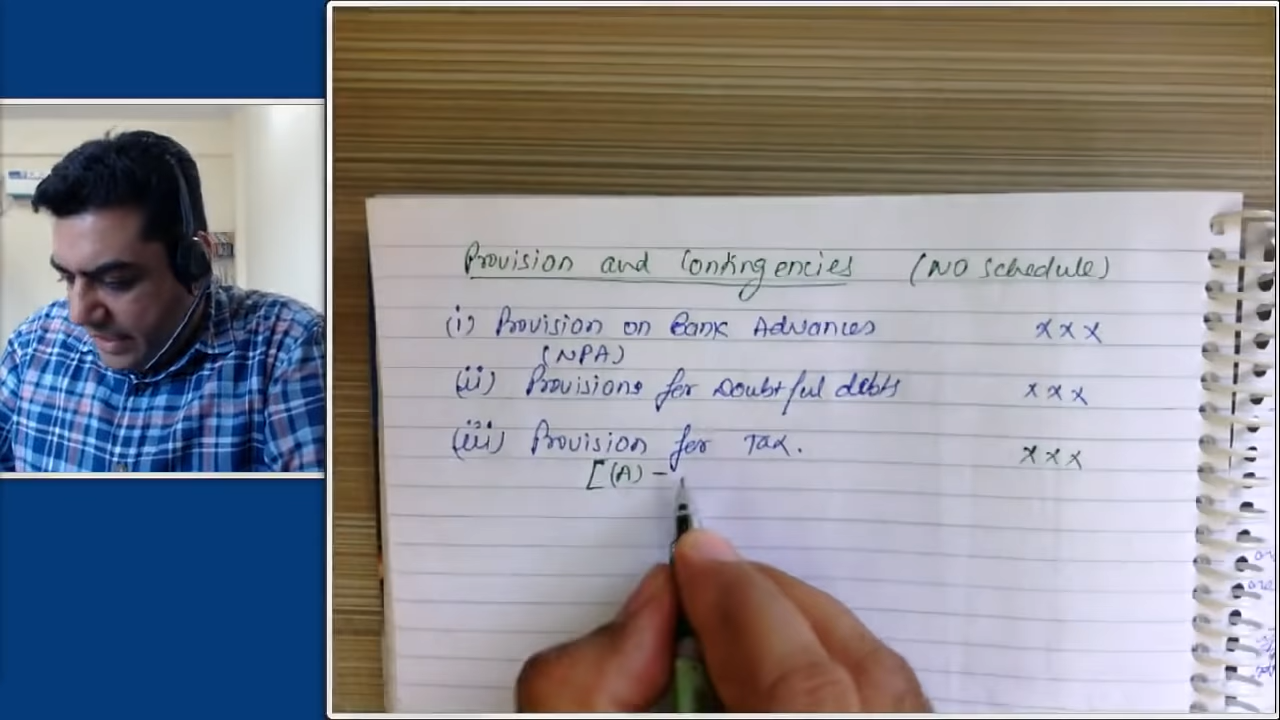 Provision and Contingencies (NO Schedule)
(i) Provision on Bank Advances xxx
(NPA)
(ii) Provisions for Doubtful debts xxx
(iii) Provision for Tax. xxx
[(A) -